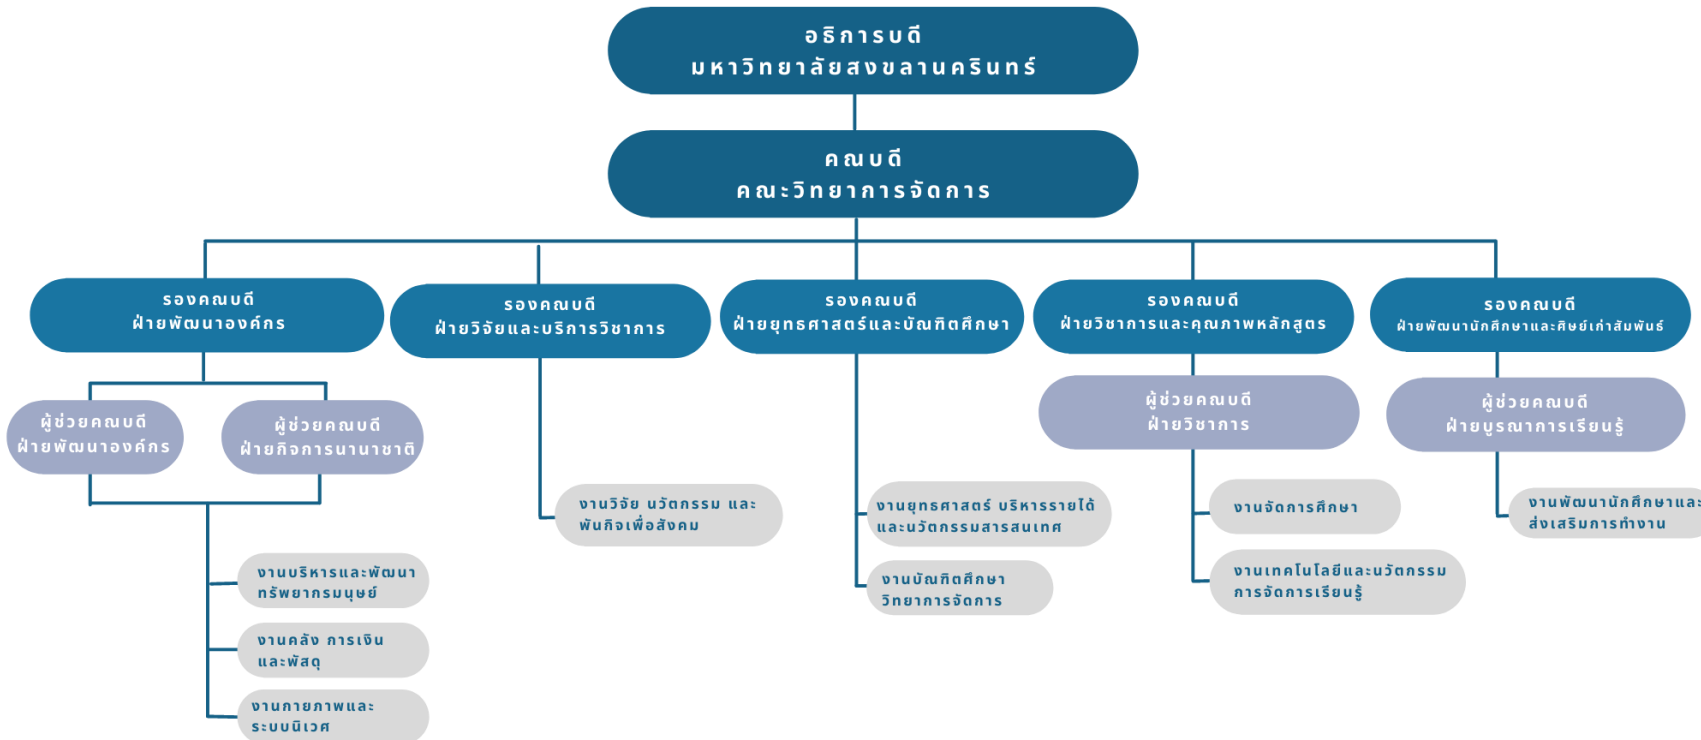 อธิการบดี
มหาวิทยาลัยสงขลานครินทร์
คณบดี
คณะวิทยาการจัดการ
รองคณบดี
ฝ่ายพัฒนาองค์กร
รองคณบดี
ฝ่ายวิจัยและบริการวิชาการ
รองคณบดี
ฝ่ายยุทธศาสตร์และบัณฑิตศึกษา
รองคณบดี
ฝ่ายวิชาการและคุณภาพหลักสูตร
รองคณบดี
ฝ่ายพัฒนานักศึกษาและศิษย์เก่าสัมพันธ์
ผู้ช่วยคณบดี
ฝ่ายพัฒนาองค์กร
ผู้ช่วยคณบดี
ฝ่ายกิจการนานาชาติ
ผู้ช่วยคณบดี
ฝ่ายวิชาการ
ผู้ช่วยคณบดี
ฝ่ายบูรณาการเรียนรู้
งานบริหารและพัฒนา
ทรัพยากรมนุษย์
งานคลัง การเงิน
และพัสดุ
งานกายภาพและ
ระบบนิเวศ
งานวิจัย นวัตกรรม และ
พันกิจเพื่อสังคม
งานยุทธศาสตร์ บริหารรายได้
และนวัตกรรมสารสนเทศ
งานบัณฑิตศึกษา
วิทยาการจัดการ
งานจัดการศึกษา
งานเทคโนโลยีและนวัตกรรม
การจัดการเรียนรู้
งานพัฒนานักศึกษาและ
ส่งเสริมการทำงาน